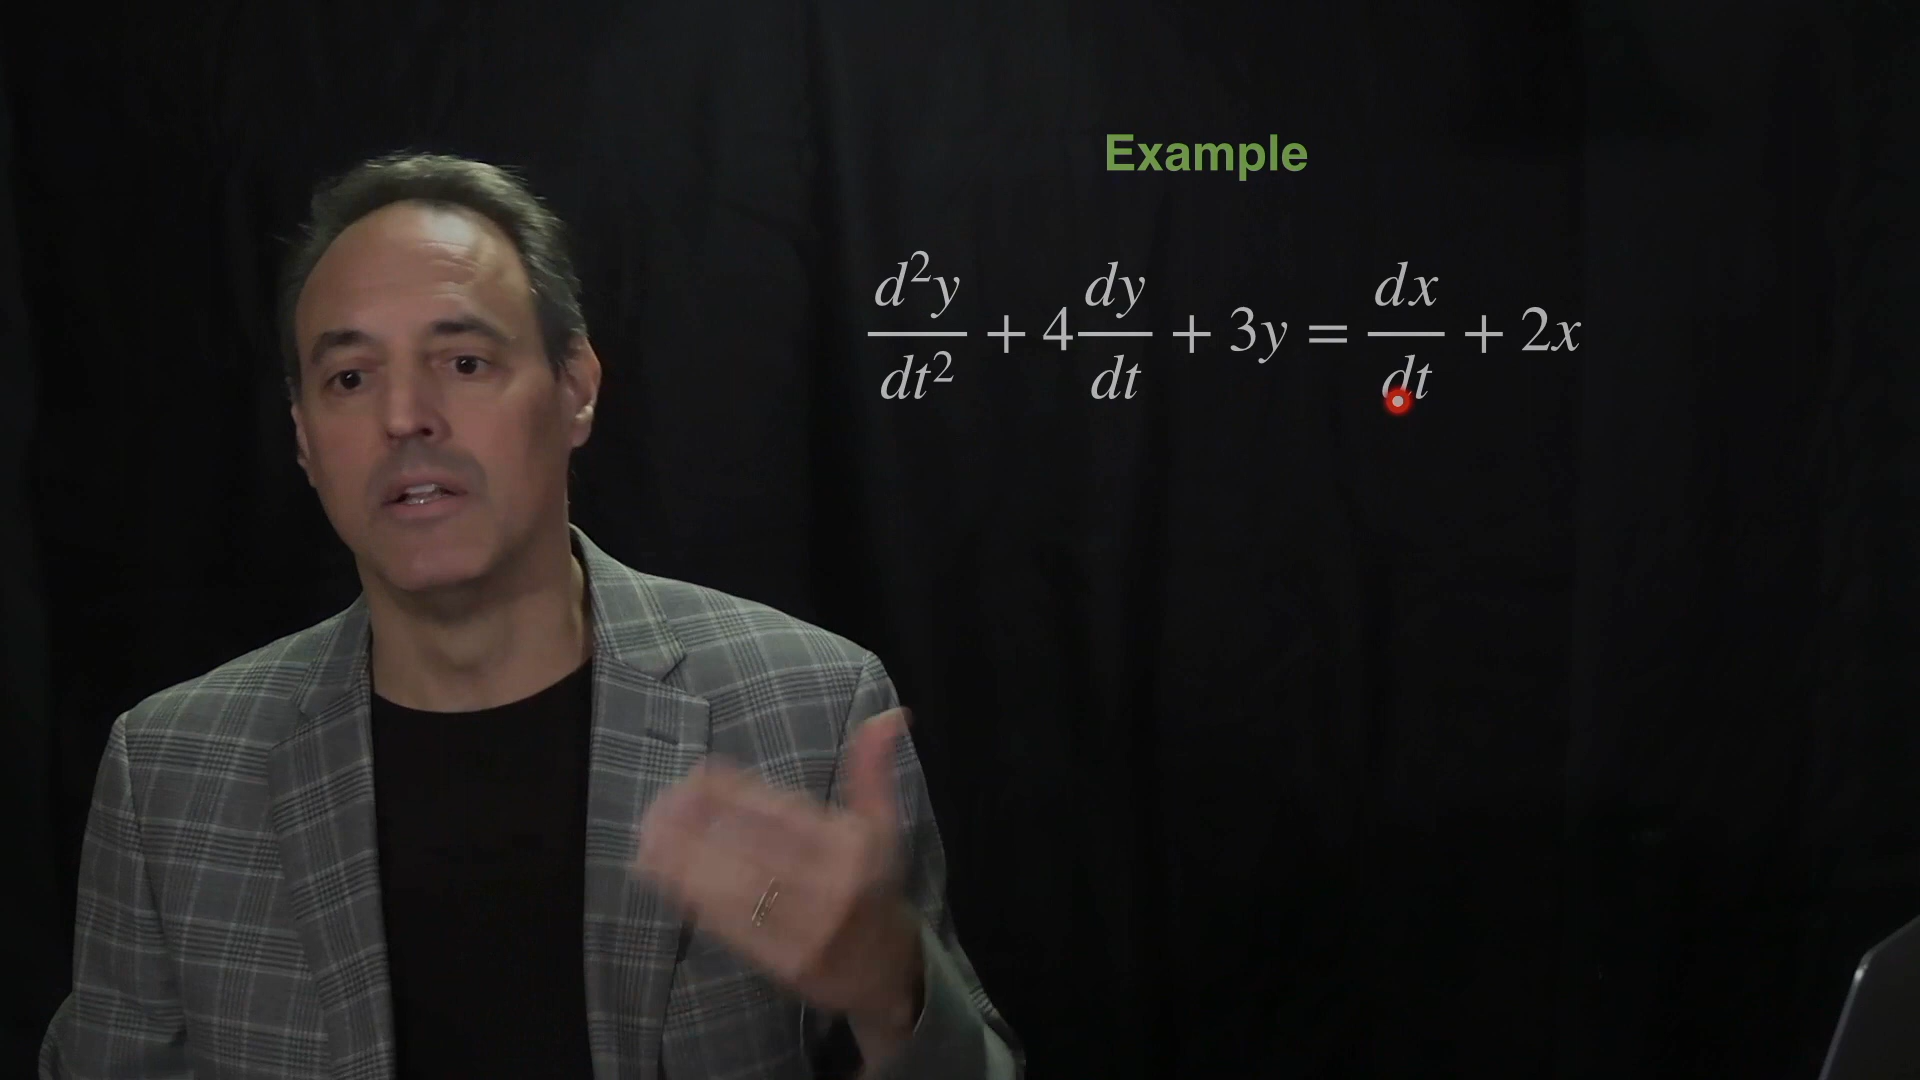 Example
d²y/dt² + 4 dy/dt + 3y = dx/dt + 2x